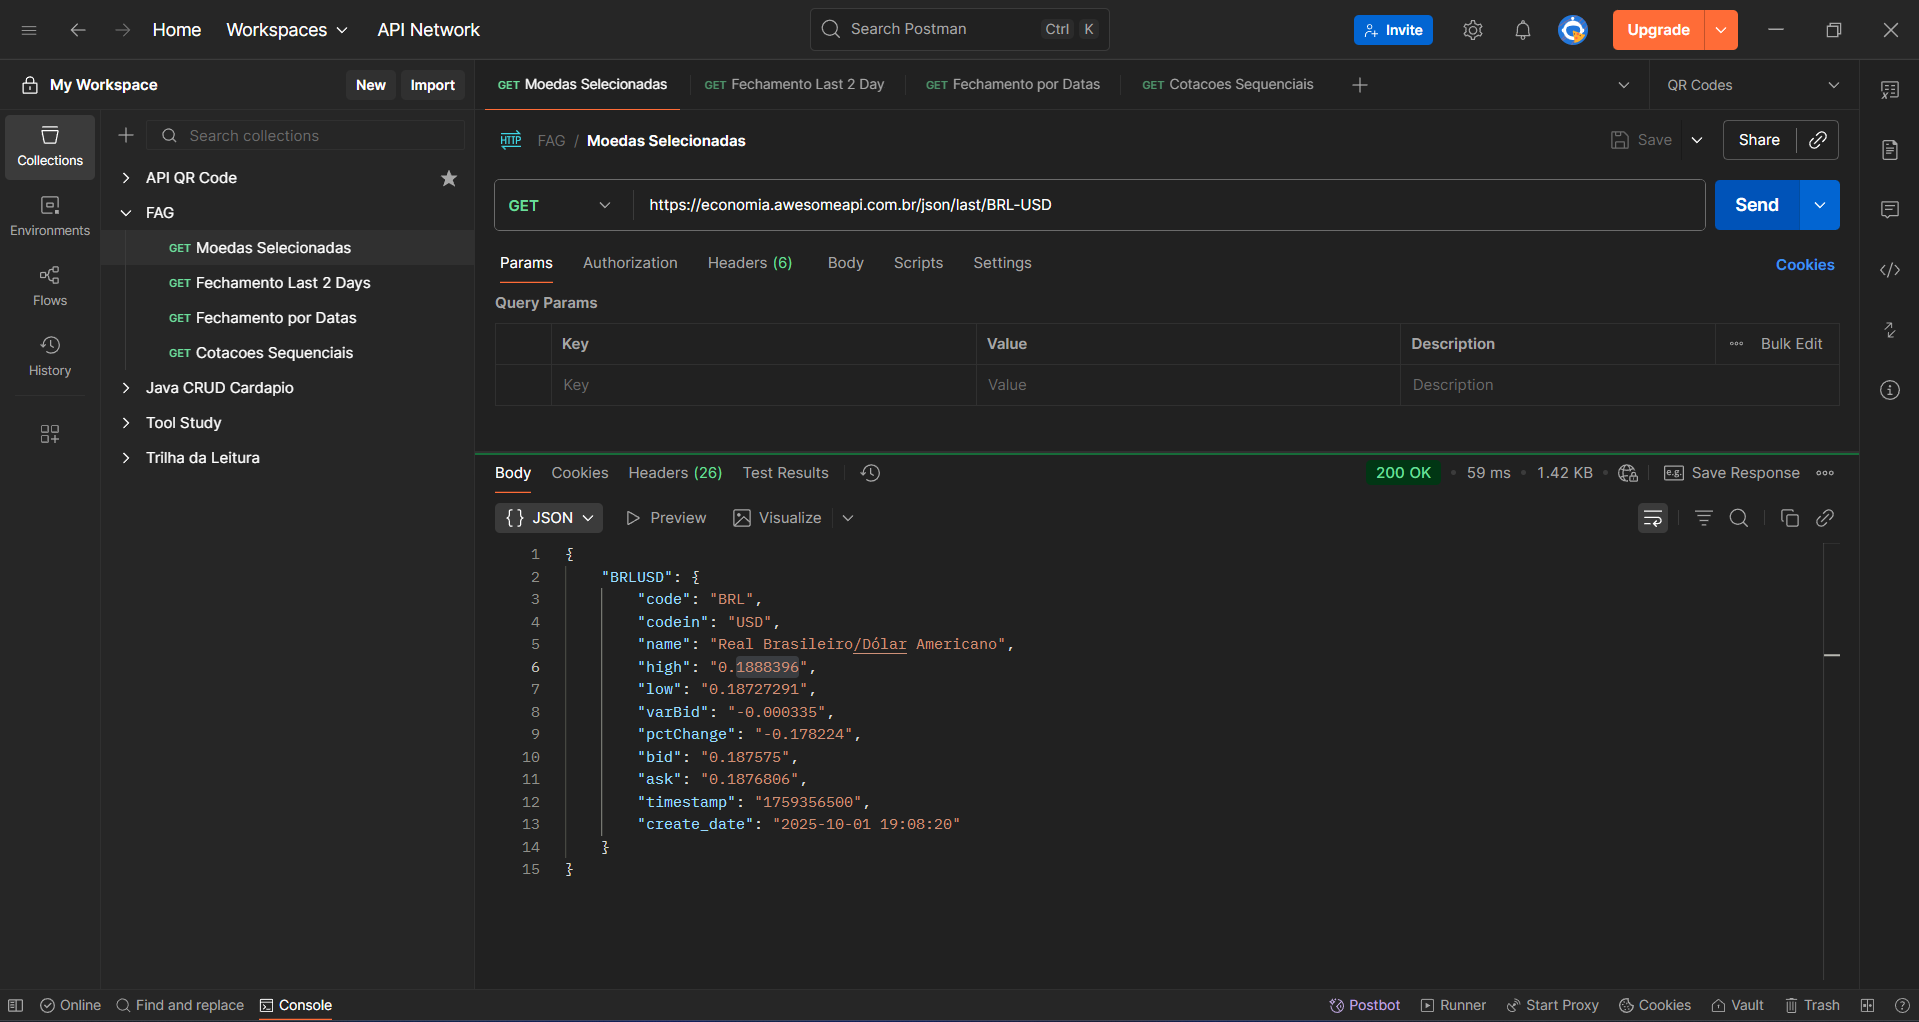 Home Workspaces API Network Search Postman Ctrl K Invite Upgrade
My Workspace New Import
GET Moedas Selecionadas GET Fechamento Last 2 Day GET Fechamento por Datas GET Cotacoes Sequenciais QR Codes
Collections
Environments
Flows
History
Search collections
API QR Code
FAG
GET Moedas Selecionadas
GET Fechamento Last 2 Days
GET Fechamento por Datas
GET Cotacoes Sequenciais
Java CRUD Cardapio
Tool Study
Trilha da Leitura
HTTP FAG / Moedas Selecionadas Save Share
GET https://economia.awesomeapi.com.br/json/last/BRL-USD Send
Params Authorization Headers (6) Body Scripts Settings Cookies
Query Params
Key Value Description Bulk Edit
Key Value Description
Body Cookies Headers (26) Test Results 200 OK 59 ms 1.42 KB e.g. Save Response
{} JSON Preview Visualize
1 {
2 "BRLUSD": {
3 "code": "BRL",
4 "codein": "USD",
5 "name": "Real Brasileiro/Dólar Americano",
6 "high": "0.1888396",
7 "low": "0.18727291",
8 "varBid": "-0.000335",
9 "pctChange": "-0.178224",
10 "bid": "0.187575",
11 "ask": "0.1876806",
12 "timestamp": "1759356500",
13 "create_date": "2025-10-01 19:08:20"
14 }
15 }
Online Find and replace Console Postbot Runner Start Proxy Cookies Vault Trash